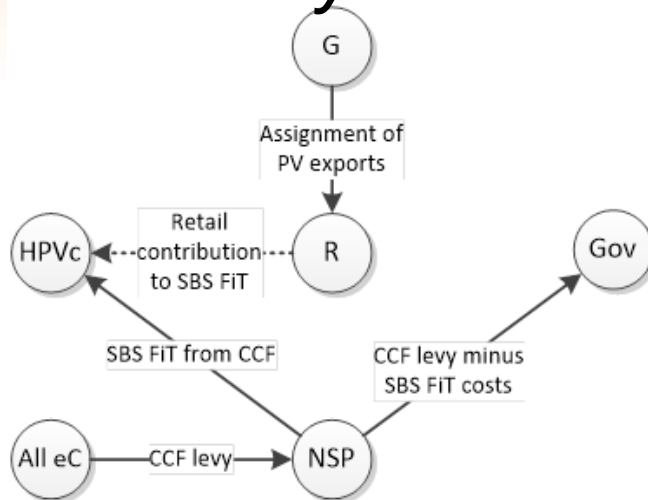 y
G
Assignment of
PV exports
Retail
HPVc
contribution
R
Gov
to SBS FiT
SBS FiT from CCF
CCF levy minus
SBS FiT costs
All eC
CCF levy
NSP